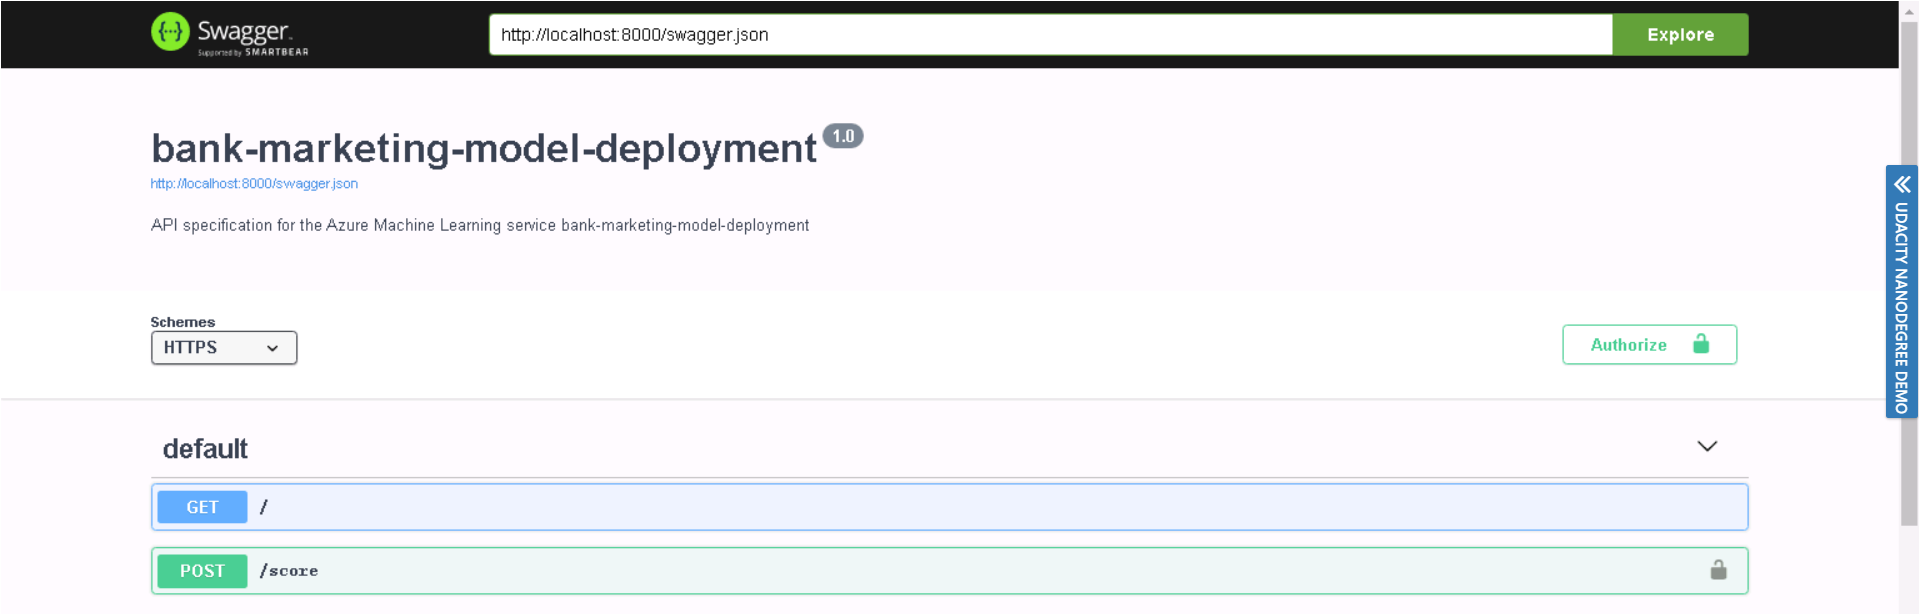 Swagger.
Supported by SMARTBEAR
http://localhost:8000/swagger.json
Explore
bank-marketing-model-deployment 1.0
http://localhost:8000/swagger.json
API specification for the Azure Machine Learning service bank-marketing-model-deployment
UDACITY NANODEGREE DEMO
Schemes
HTTPS
Authorize
default
GET /
POST /score